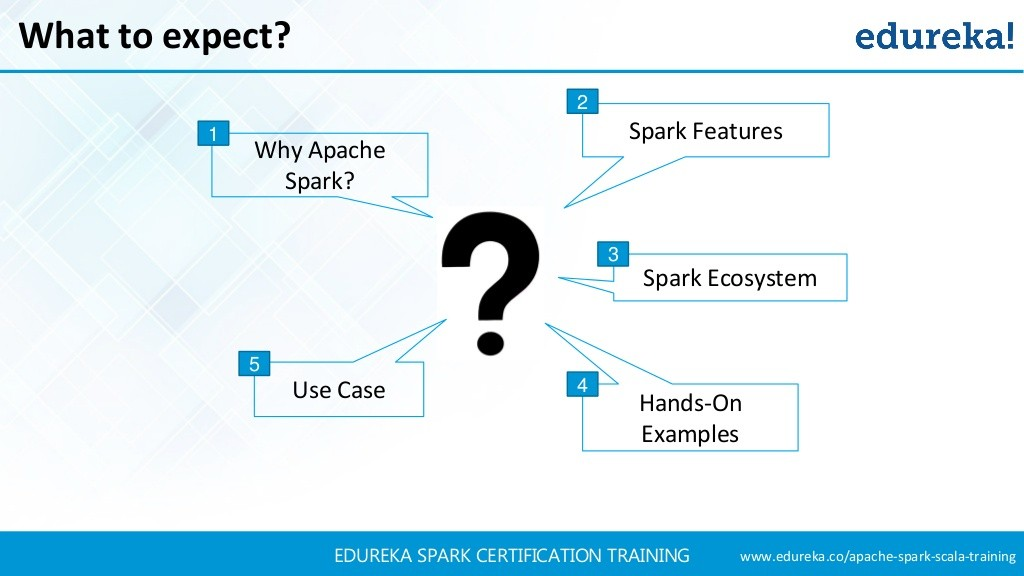 What to expect?
edureka!
1
Why Apache
Spark?
2
Spark Features
3
Spark Ecosystem
4
Hands-On
Examples
5
Use Case
?
EDUREKA SPARK CERTIFICATION TRAINING
www.edureka.co/apache-spark-scala-training